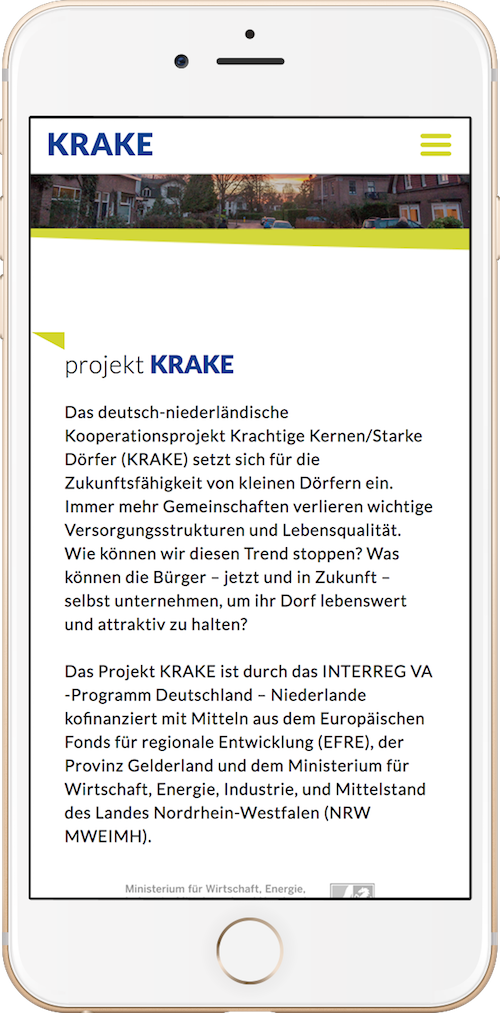 KRAKE
projekt KRAKE
Das deutsch-niederländische
Kooperationsprojekt Krachtige Kernen/Starke
Dörfer (KRAKE) setzt sich für die
Zukunftsfähigkeit von kleinen Dörfern ein.
Immer mehr Gemeinschaften verlieren wichtige
Versorgungsstrukturen und Lebensqualität.
Wie können wir diesen Trend stoppen? Was
können die Bürger – jetzt und in Zukunft –
selbst unternehmen, um ihr Dorf lebenswert
und attraktiv zu halten?
Das Projekt KRAKE ist durch das INTERREG VA
-Programm Deutschland – Niederlande
kofinanziert mit Mitteln aus dem Europäischen
Fonds für regionale Entwicklung (EFRE), der
Provinz Gelderland und dem Ministerium für
Wirtschaft, Energie, Industrie, und Mittelstand
des Landes Nordrhein-Westfalen (NRW
MWEIMH).
Ministerium für Wirtschaft, Energie,